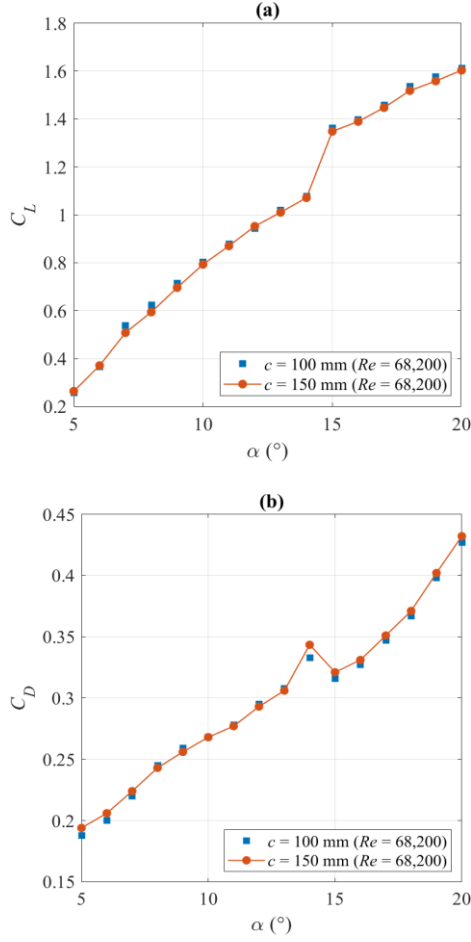 (a)
1.8
1.6
1.4
1.2
1
0.8
0.6
0.4
0.2
C_L
c = 100 mm (Re = 68,200)
c = 150 mm (Re = 68,200)
5 10 15 20
α (°)
(b)
0.45
0.4
0.35
0.3
0.25
0.2
0.15
C_D
c = 100 mm (Re = 68,200)
c = 150 mm (Re = 68,200)
5 10 15 20
α (°)